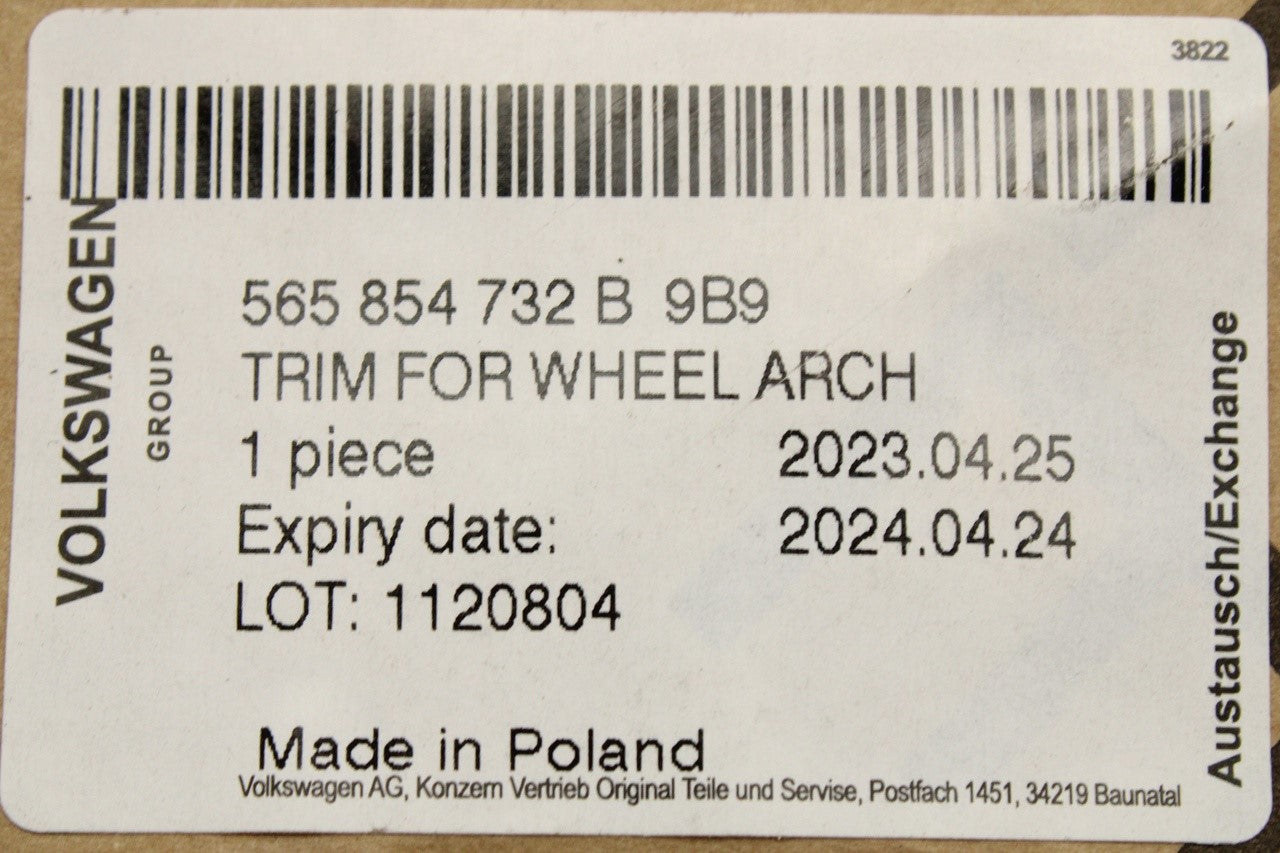 3822
VOLKSWAGEN
GROUP
565 854 732 B 9B9
TRIM FOR WHEEL ARCH
1 piece 2023.04.25
Expiry date: 2024.04.24
LOT: 1120804
Made in Poland
Volkswagen AG, Konzern Vertrieb Original Teile und Servise, Postfach 1451, 34219 Baunatal
Austausch/Exchange